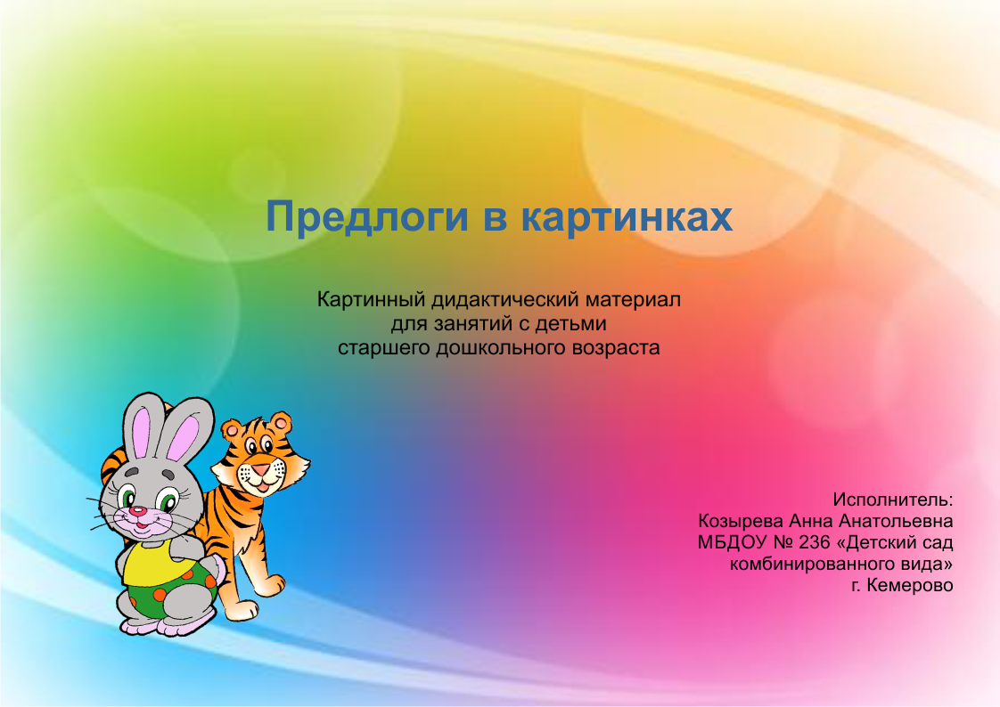 Предлоги в картинках
Картинный дидактический материал
для занятий с детьми
старшего дошкольного возраста
Исполнитель:
Козырева Анна Анатольевна
МБДОУ № 236 «Детский сад
комбинированного вида»
г. Кемерово